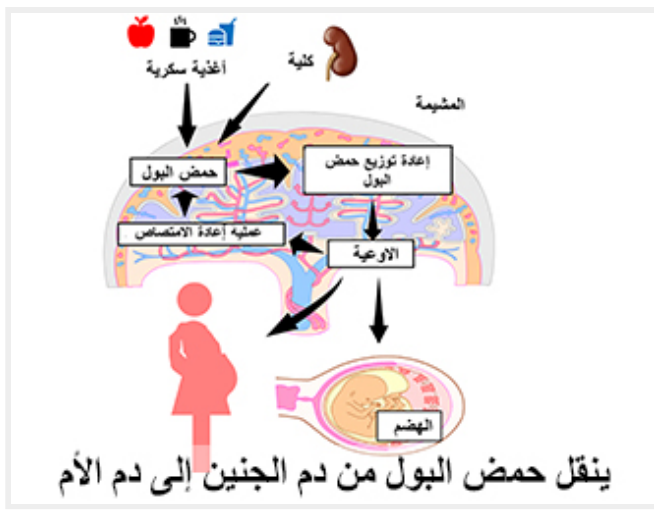 أغذية سكرية
كلية
المشيمة
حمض البول
إعادة توزيع حمض
البول
عملية إعادة الامتصاص
الاوعية
الهضم
ينقل حمض البول من دم الجنين إلى دم الأم